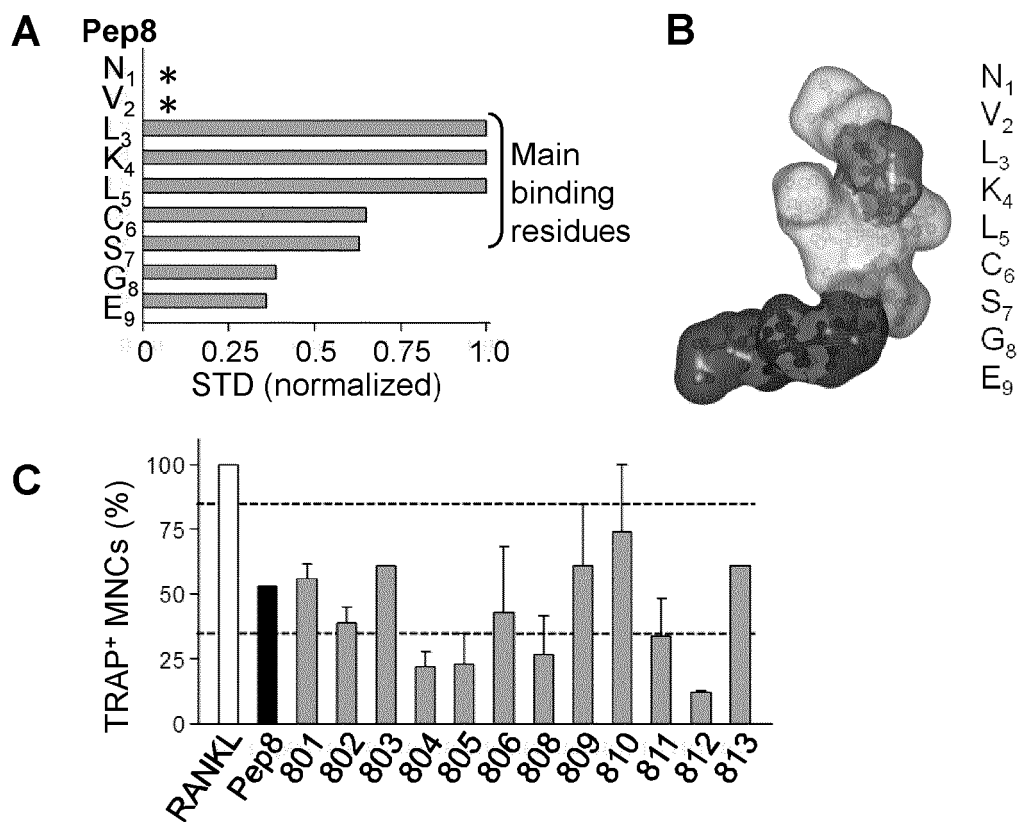 A
Pep8
N1 *
V2 *
L3
K4
L5
C6
S7
G8
E9
Main
binding
residues
0 0.25 0.5 0.75 1.0
STD (normalized)
B
N1
V2
L3
K4
L5
C6
S7
G8
E9
C
TRAP+ MNCs (%)
100
75
50
25
0
RANKL Pep8 801 802 803 804 805 806 808 809 810 811 812 813